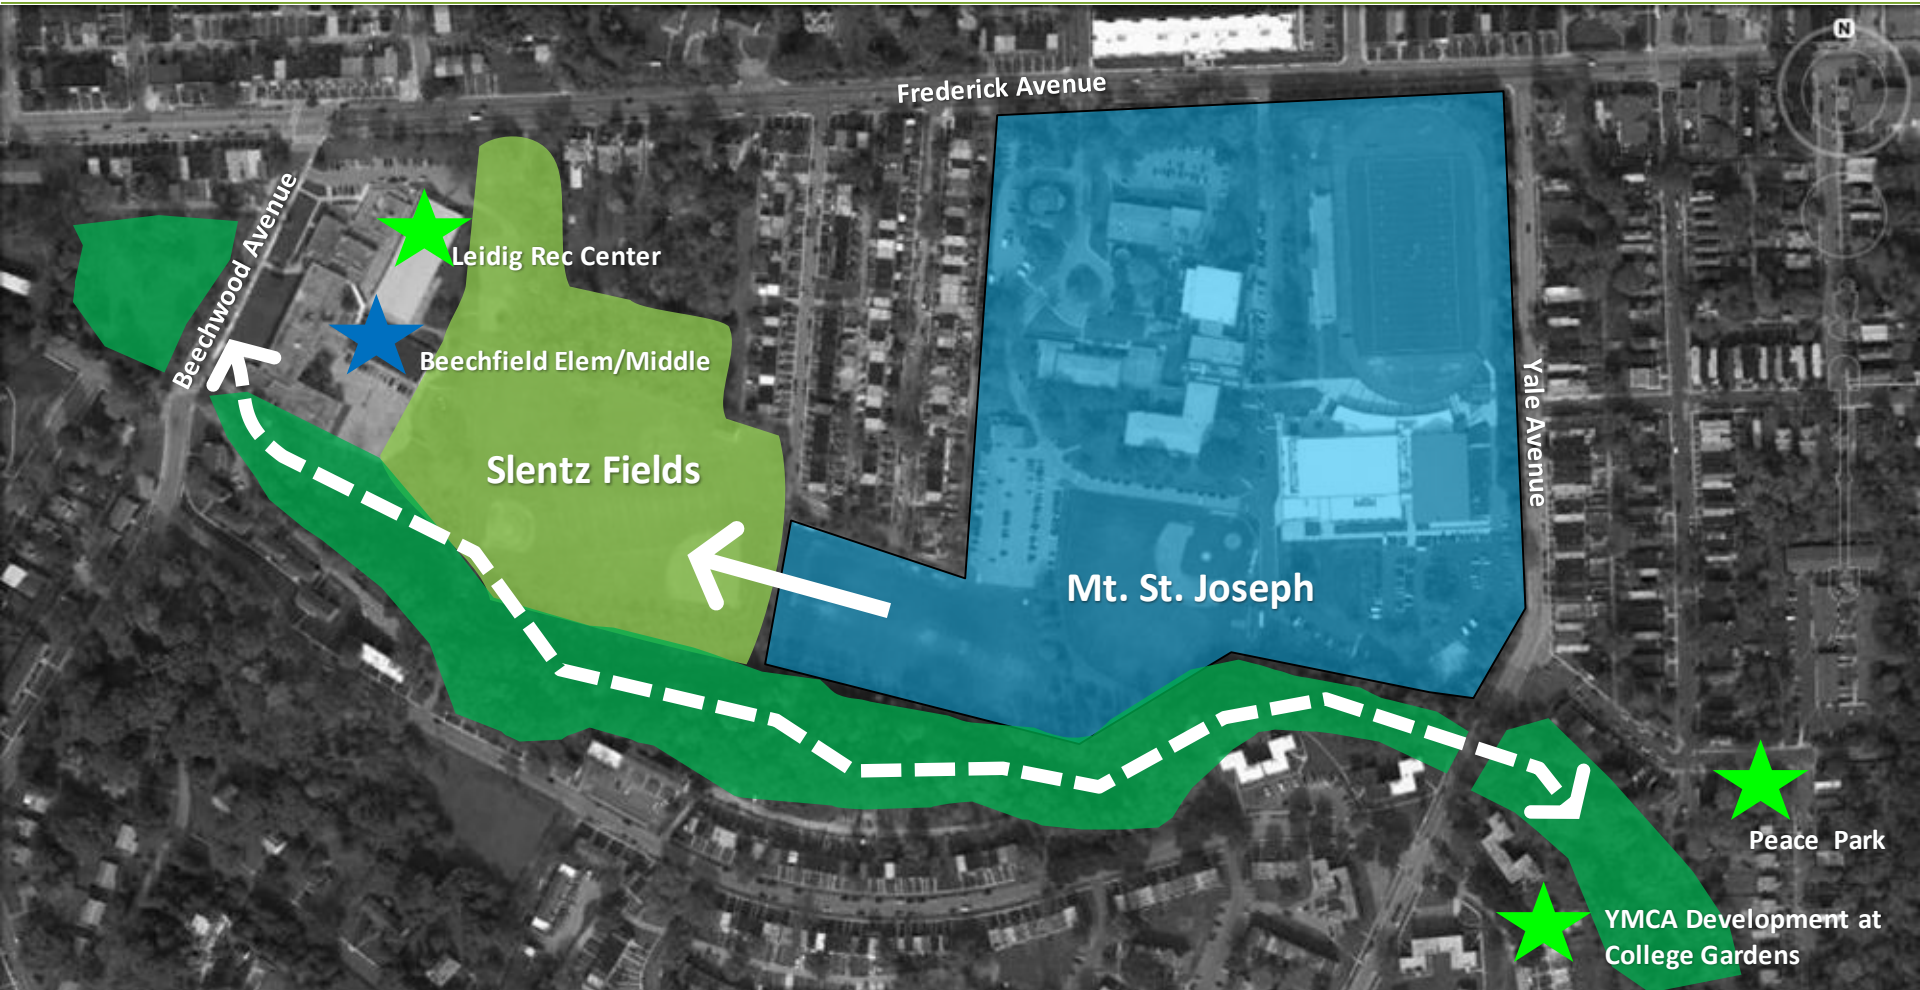 N
Frederick Avenue
Beechwood Avenue
Leidig Rec Center
Beechfield Elem/Middle
Yale Avenue
Slentz Fields
Mt. St. Joseph
Peace Park
YMCA Development at
College Gardens